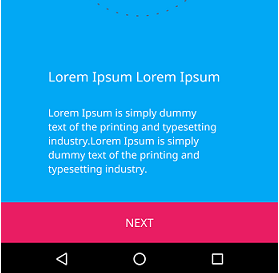 Lorem Ipsum Lorem Ipsum
Lorem Ipsum is simply dummy
text of the printing and typesetting
industry.Lorem Ipsum is simply
dummy text of the printing and
typesetting industry.
NEXT